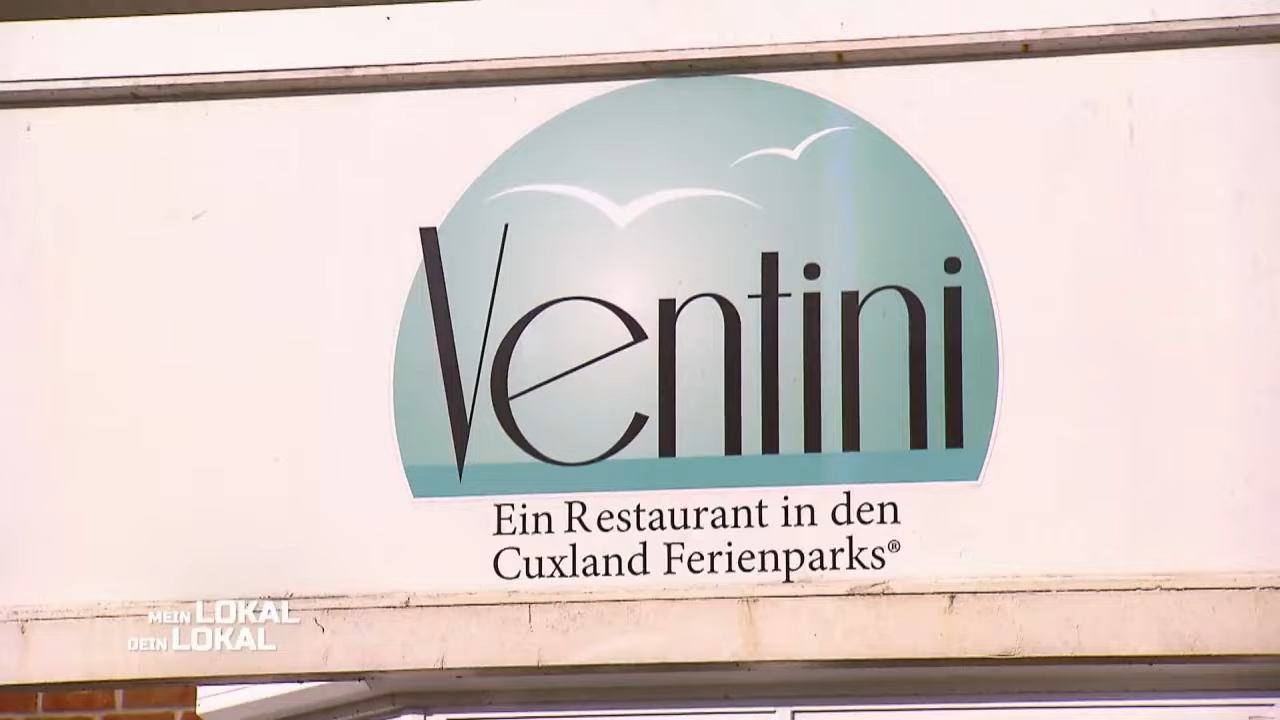 Ventini
Ein Restaurant in den
Cuxland Ferienparks®
MEIN LOKAL
DEIN LOKAL